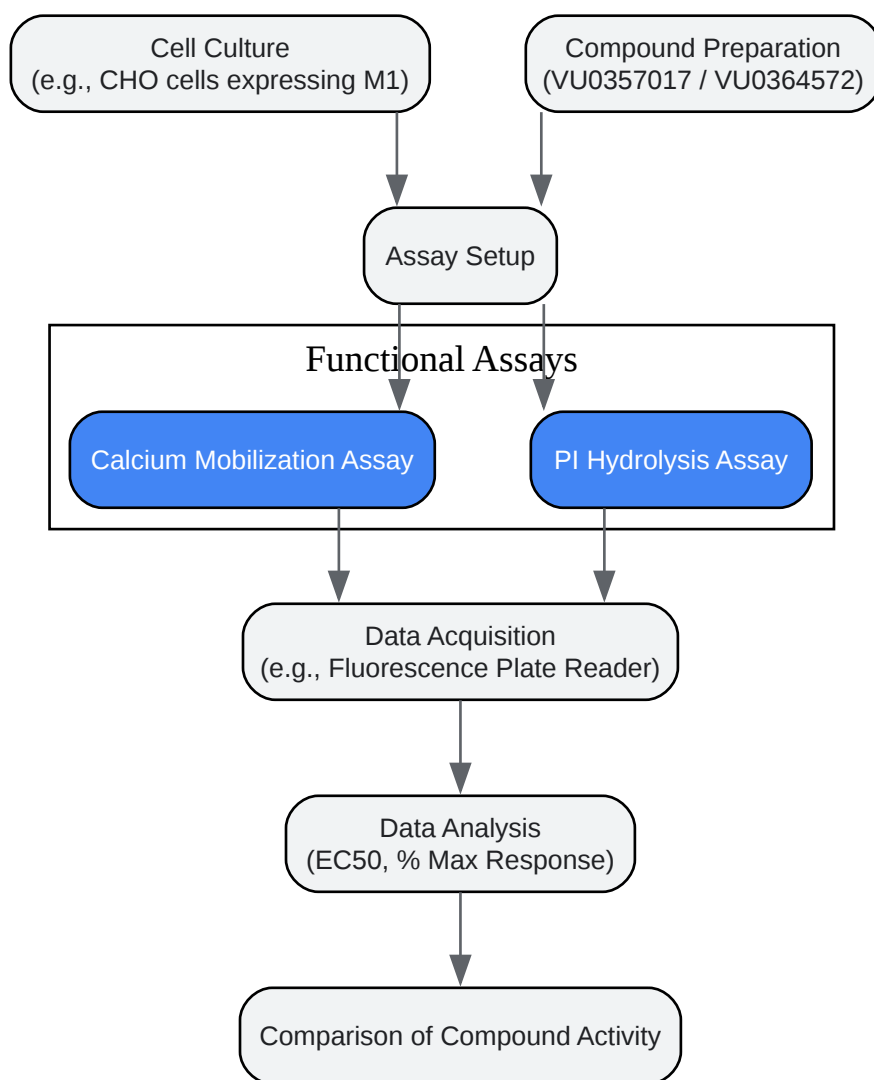 Cell Culture
(e.g., CHO cells expressing M1)
Compound Preparation
(VU0357017 / VU0364572)
Assay Setup
Functional Assays
Calcium Mobilization Assay
PI Hydrolysis Assay
Data Acquisition
(e.g., Fluorescence Plate Reader)
Data Analysis
(EC50, % Max Response)
Comparison of Compound Activity